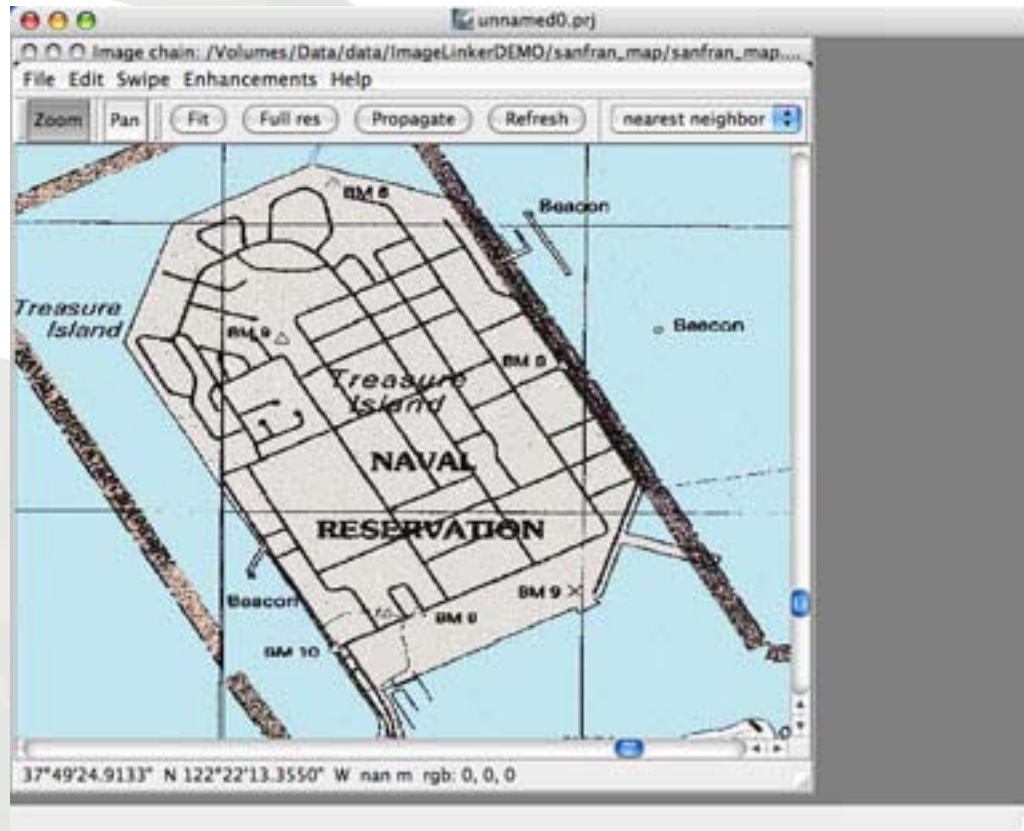 unnamed0.prj
Image chain: /Volumes/Data/data/ImageLinkerDEMO/sanfran_map/sanfran_map....
File Edit Swipe Enhancements Help
Zoom Pan Fit Full res Propagate Refresh nearest neighbor
BM 6
Beacon
Treasure
Island
BM 9
Beacon
BM 8
Treasure
Island
NAVAL
RESERVATION
Beacon
BM 9
BM 8
BM 10
37°49'24.9133" N 122°22'13.3550" W nan m rgb: 0, 0, 0